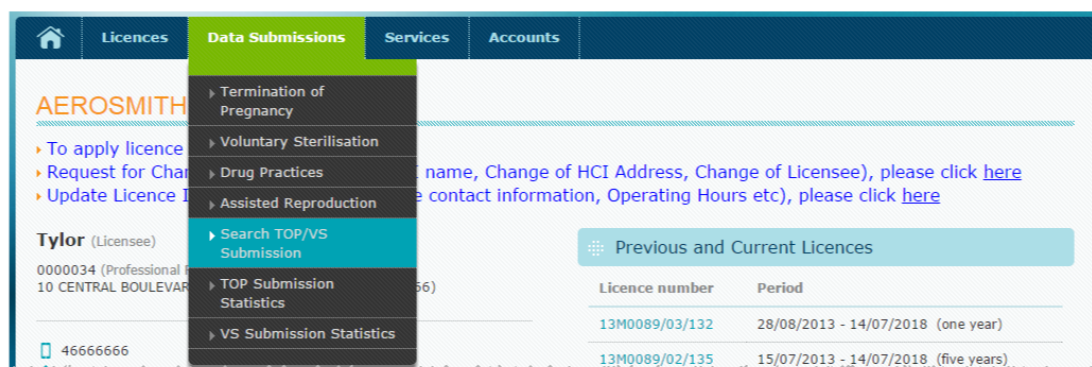 Licences Data Submissions Services Accounts
AEROSMITH
Termination of
Pregnancy
Voluntary Sterilisation
Drug Practices
Assisted Reproduction
Search TOP/VS
Submission
TOP Submission
Statistics
VS Submission Statistics
To apply licence
Request for name, Change of HCI Address, Change of Licensee), please click here
Update Licence contact information, Operating Hours etc), please click here
Tylor (Licensee)
0000034 (Professional
10 CENTRAL 56)
46666666
Previous and Current Licences
Licence number Period
13M0089/03/132 28/08/2013 - 14/07/2018 (one year)
13M0089/02/135 15/07/2013 - 14/07/2018 (five years)